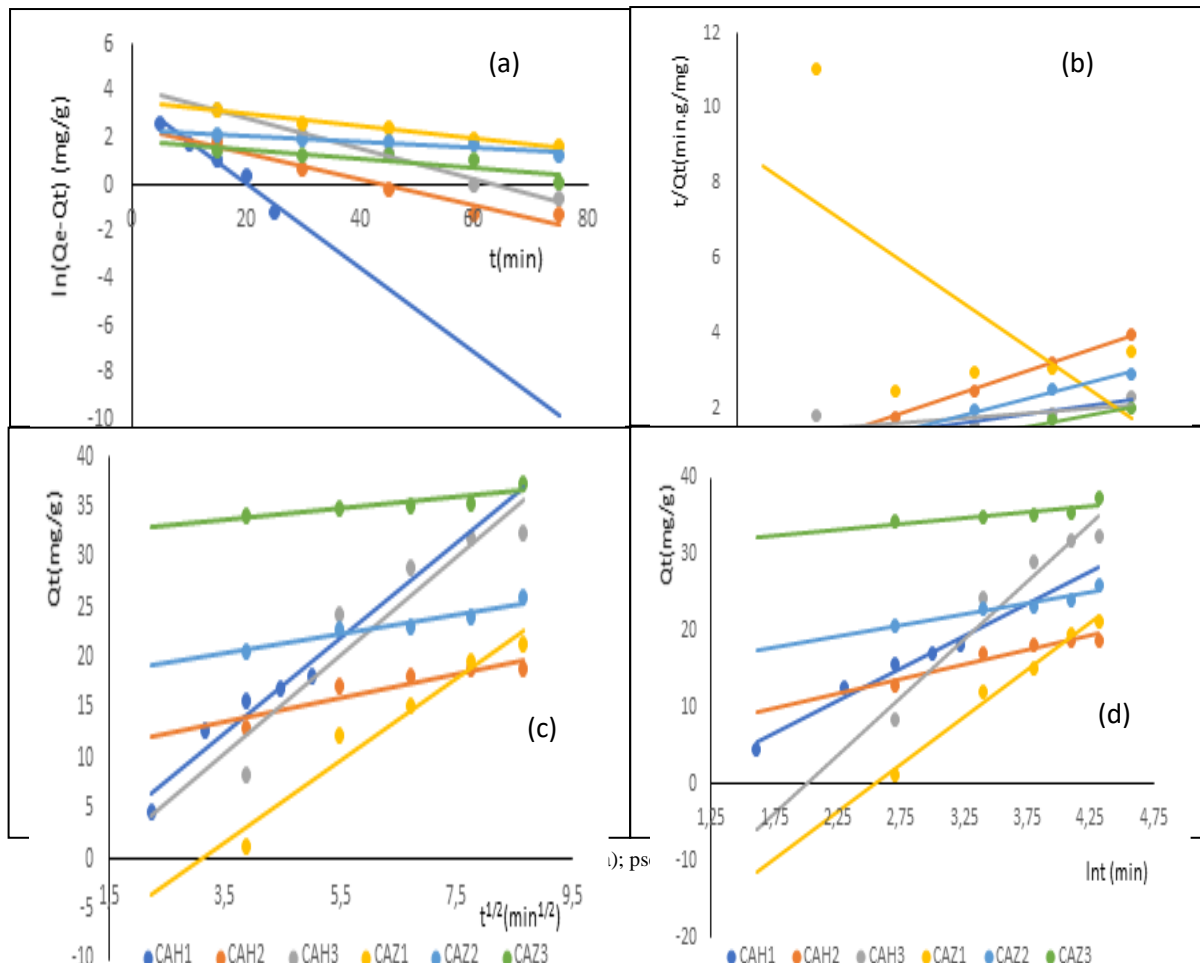 6
4
2
0
-2
-4
-6
-8
-10
ln(Qe-Qt) (mg/g)
(a)
0 20 40 60 80
t(min)
12
10
8
6
4
2
t/Qt(min.g/mg)
(b)
40
35
30
25
20
15
10
5
0
-5
-10
Qt(mg/g)
(c)
1,5 3,5 5,5 7,5 9,5
t1/2(min1/2)
CAH1 CAH2 CAH3 CAZ1 CAZ2 CAZ3
40
30
20
10
0
-10
-20
Qt(mg/g)
(d)
1,25 1,75 2,25 2,75 3,25 3,75 4,25 4,75
lnt (min)
CAH1 CAH2 CAH3 CAZ1 CAZ2 CAZ3